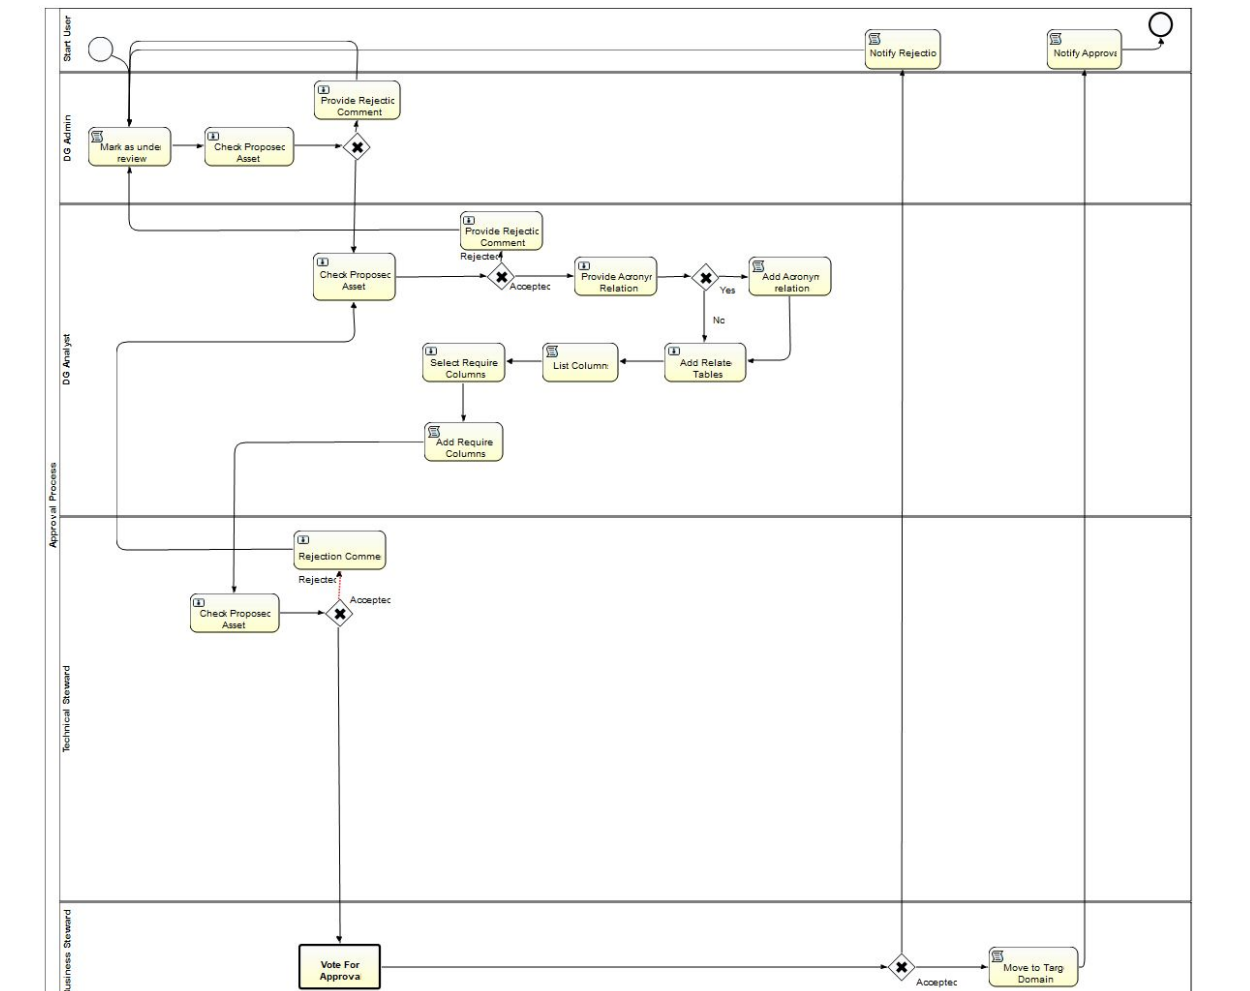 Start User
Notify Rejectio
Notify Approva
DG Admin
Provide Rejectic
Comment
Mark as unde
review
Check Proposec
Asset
DG Analyst
Provide Rejectic
Comment
Rejected
Check Proposec
Asset
Acceptec
Provide Acronyr
Relation
Yes
Add Acronyn
relation
Nc
Select Require
Columns
List Column
Add Relate
Tables
Add Require
Columns
Approval Process
Technical Steward
Rejection Comme
Rejectec
Acceptec
Check Proposec
Asset
usiness Steward
Vote For
Approva
Acceptec
Move to Targ
Domain